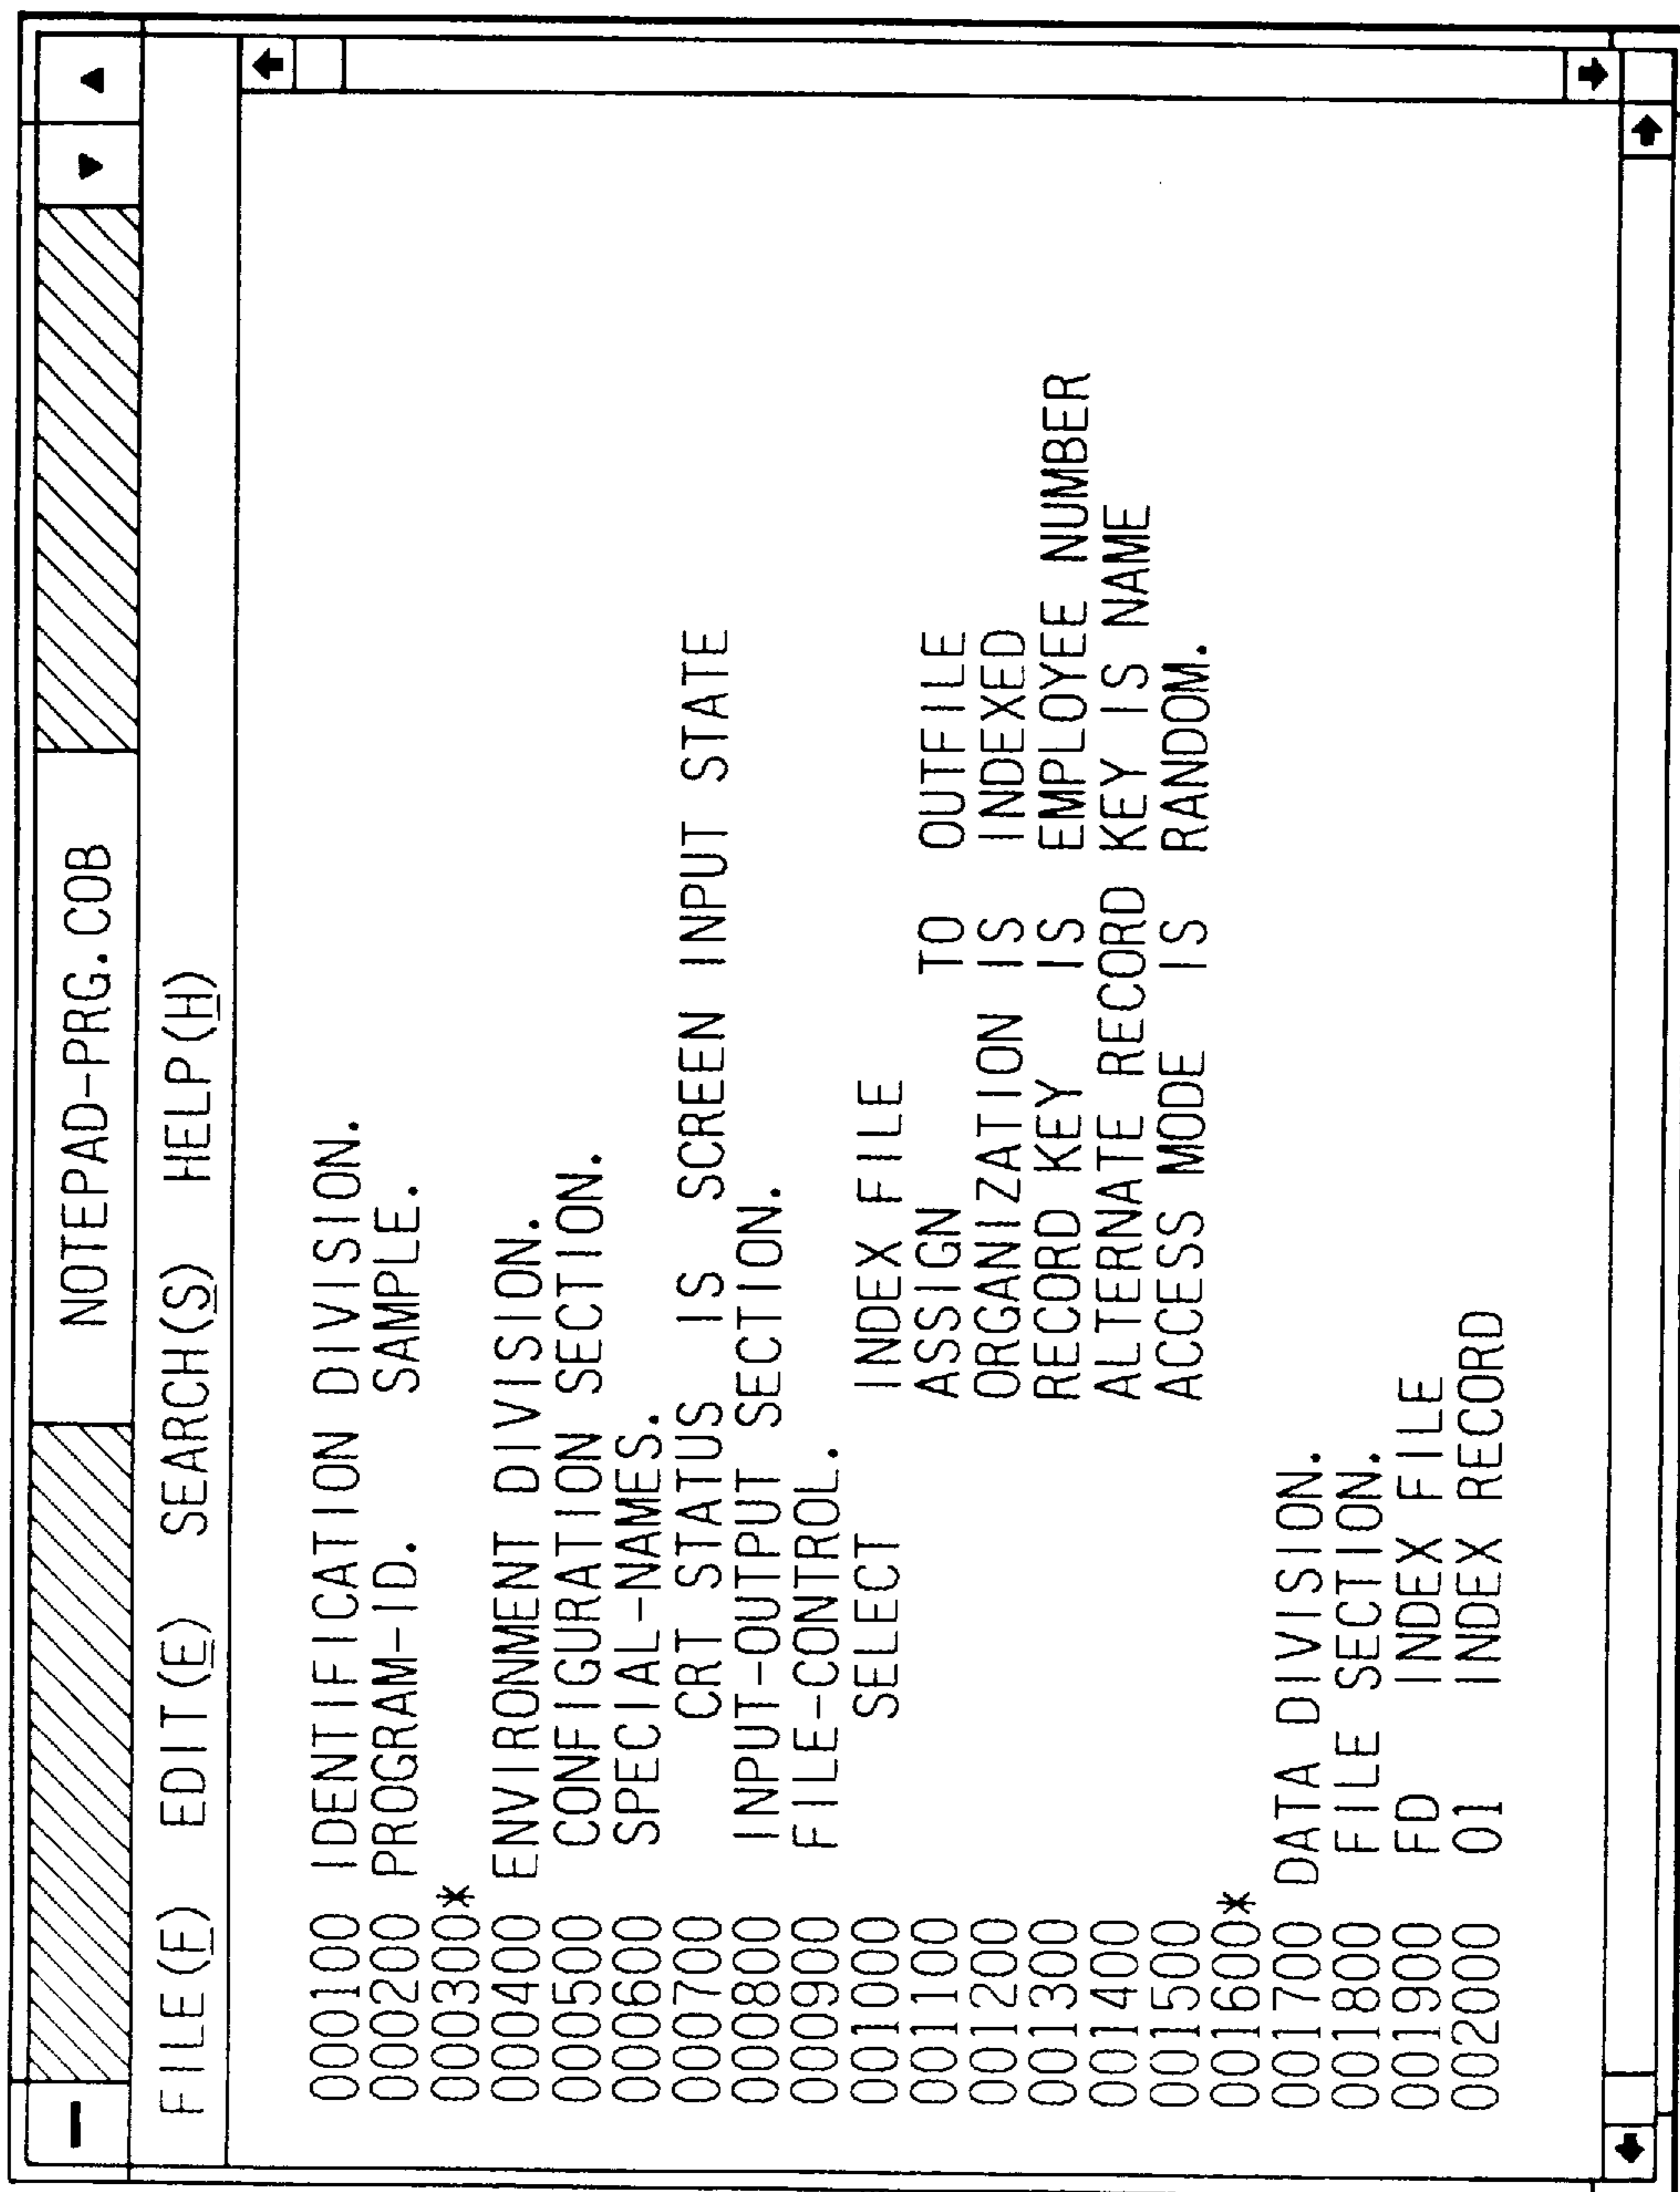 NOTEPAD-PRG.COB
FILE(F) EDIT(E) SEARCH(S) HELP(H)
000100 IDENTIFICATION DIVISION.
000200 PROGRAM-ID. SAMPLE.
000300*
000400 ENVIRONMENT DIVISION.
000500 CONFIGURATION SECTION.
000600 SPECIAL-NAMES.
000700 CRT STATUS IS SCREEN INPUT STATE
000800 INPUT-OUTPUT SECTION.
000900 FILE-CONTROL.
001000 SELECT INDEX FILE
001100 ASSIGN TO OUTFILE
001200 ORGANIZATION IS INDEXED
001300 RECORD KEY IS EMPLOYEE NUMBER
001400 ALTERNATE RECORD KEY IS NAME
001500 ACCESS MODE IS RANDOM.
001600*
001700 DATA DIVISION.
001800 FILE SECTION.
001900 FD INDEX FILE
002000 01 INDEX RECORD